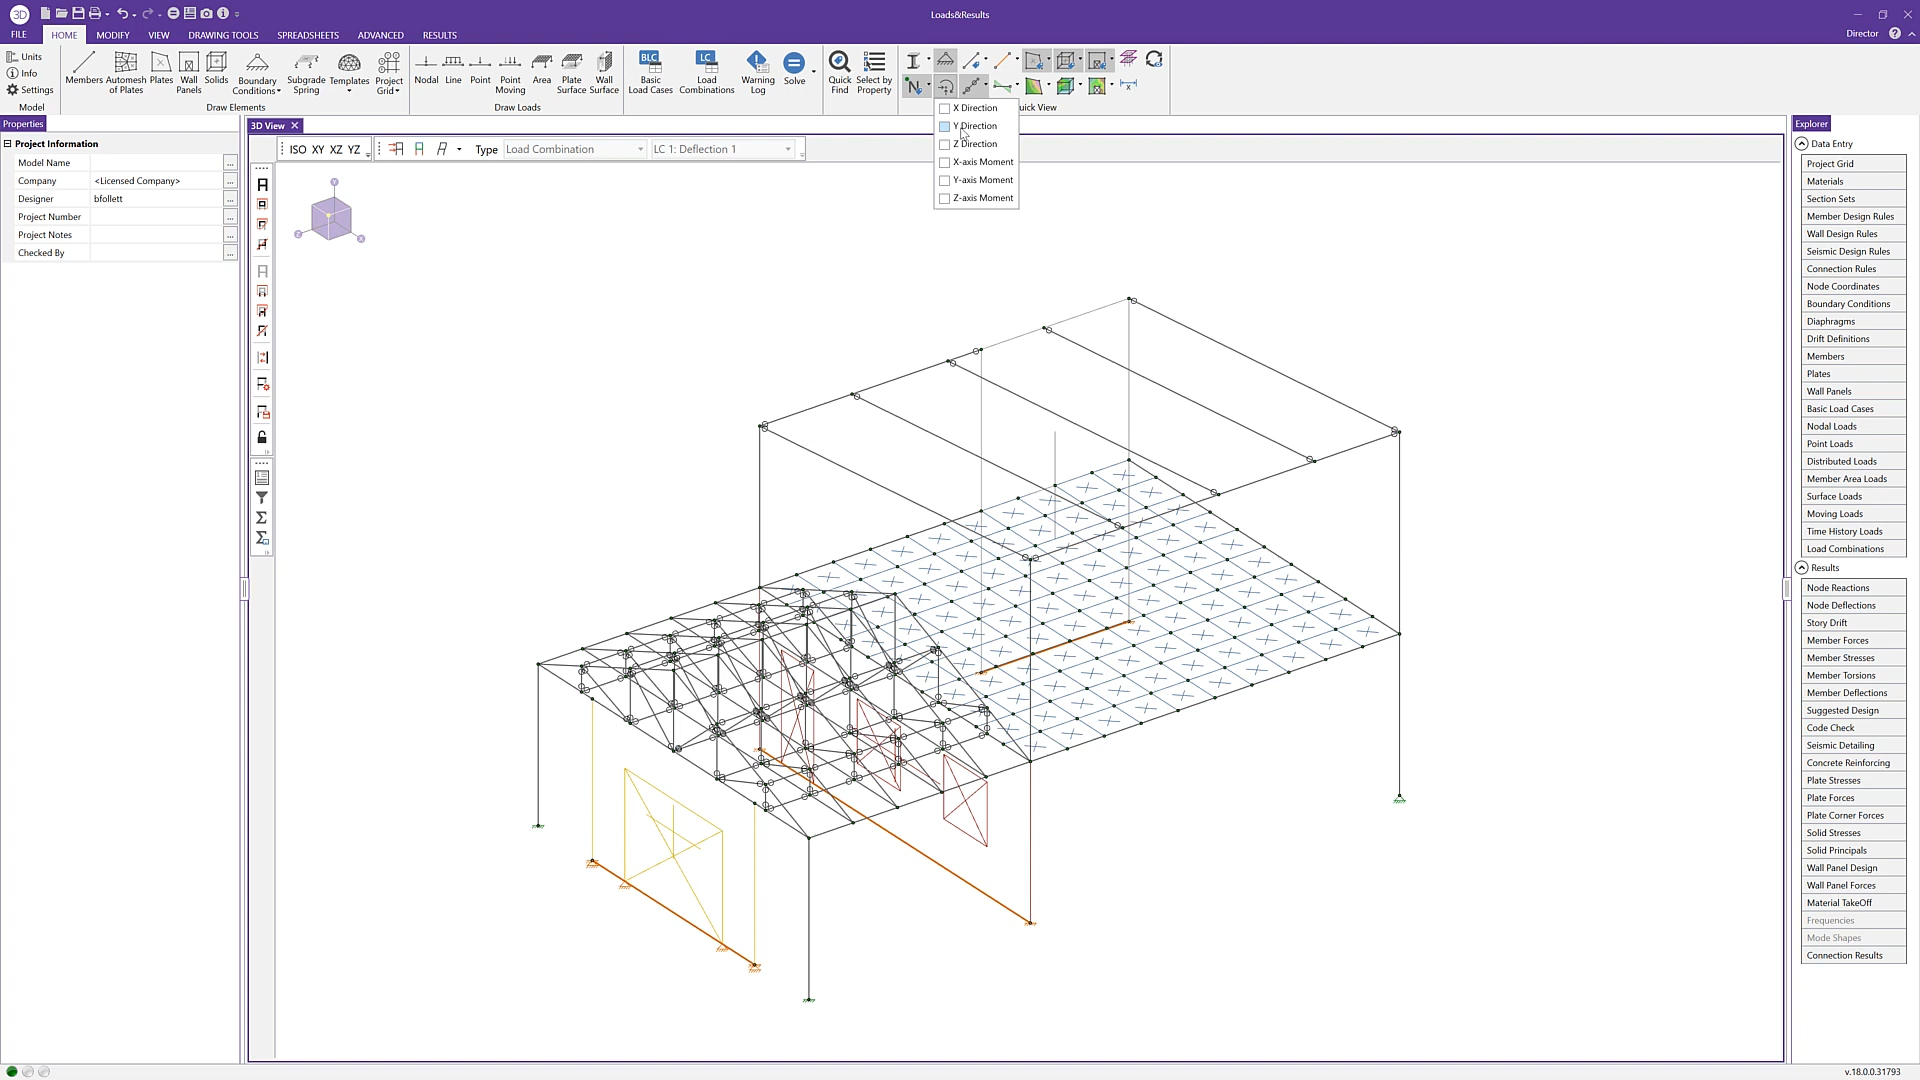 3D
Loads&Results
FILE HOME MODIFY VIEW DRAWING TOOLS SPREADSHEETS ADVANCED RESULTS
Director
Units
Info
Settings
Model
Members
Automesh of Plates
Plates
Wall Panels
Solids
Boundary Conditions
Subgrade Spring
Templates
Project Grid
Draw Elements
Nodal
Line
Point
Point Moving
Area
Plate Surface
Wall Surface
Draw Loads
BLC
Basic Load Cases
LC
Load Combinations
Warning Log
Solve
Quick Find
Select by Property
uick View
X Direction
Y Direction
Z Direction
X-axis Moment
Y-axis Moment
Z-axis Moment
Properties
Project Information
Model Name
Company <Licensed Company>
Designer bfollett
Project Number
Project Notes
Checked By
3D View
ISO XY XZ YZ
Type Load Combination LC 1: Deflection 1
Y
Z
X
Explorer
Data Entry
Project Grid
Materials
Section Sets
Member Design Rules
Wall Design Rules
Seismic Design Rules
Connection Rules
Node Coordinates
Boundary Conditions
Diaphragms
Drift Definitions
Members
Plates
Wall Panels
Basic Load Cases
Nodal Loads
Point Loads
Distributed Loads
Member Area Loads
Surface Loads
Moving Loads
Time History Loads
Load Combinations
Results
Node Reactions
Node Deflections
Story Drift
Member Forces
Member Stresses
Member Torsions
Member Deflections
Suggested Design
Code Check
Seismic Detailing
Concrete Reinforcing
Plate Stresses
Plate Forces
Plate Corner Forces
Solid Stresses
Solid Principals
Wall Panel Design
Wall Panel Forces
Material TakeOff
Frequencies
Mode Shapes
Connection Results
v.18.0.0.31793